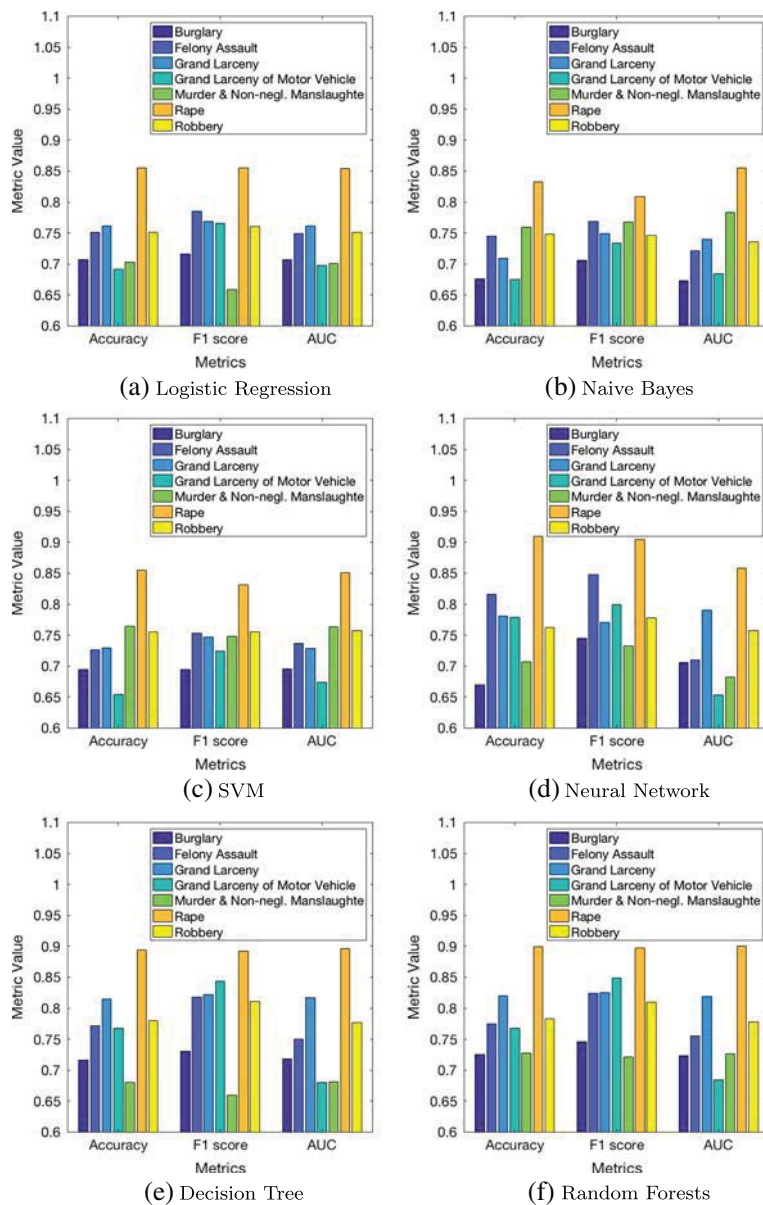 1.1
1.05
1
0.95
0.9
0.85
0.8
0.75
0.7
0.65
0.6
Metric Value
Burglary
Felony Assault
Grand Larceny
Grand Larceny of Motor Vehicle
Murder & Non-negl. Manslaughte
Rape
Robbery
Accuracy F1 score AUC
Metrics
(a) Logistic Regression
1.1
1.05
1
0.95
0.9
0.85
0.8
0.75
0.7
0.65
0.6
Metric Value
Burglary
Felony Assault
Grand Larceny
Grand Larceny of Motor Vehicle
Murder & Non-negl. Manslaughte
Rape
Robbery
Accuracy F1 score AUC
Metrics
(b) Naive Bayes
1.1
1.05
1
0.95
0.9
0.85
0.8
0.75
0.7
0.65
0.6
Metric Value
Burglary
Felony Assault
Grand Larceny
Grand Larceny of Motor Vehicle
Murder & Non-negl. Manslaughte
Rape
Robbery
Accuracy F1 score AUC
Metrics
(c) SVM
1.1
1.05
1
0.95
0.9
0.85
0.8
0.75
0.7
0.65
0.6
Metric Value
Burglary
Felony Assault
Grand Larceny
Grand Larceny of Motor Vehicle
Murder & Non-negl. Manslaughte
Rape
Robbery
Accuracy F1 score AUC
Metrics
(d) Neural Network
1.1
1.05
1
0.95
0.9
0.85
0.8
0.75
0.7
0.65
0.6
Metric Value
Burglary
Felony Assault
Grand Larceny
Grand Larceny of Motor Vehicle
Murder & Non-negl. Manslaughte
Rape
Robbery
Accuracy F1 score AUC
Metrics
(e) Decision Tree
1.1
1.05
1
0.95
0.9
0.85
0.8
0.75
0.7
0.65
0.6
Metric Value
Burglary
Felony Assault
Grand Larceny
Grand Larceny of Motor Vehicle
Murder & Non-negl. Manslaughte
Rape
Robbery
Accuracy F1 score AUC
Metrics
(f) Random Forests